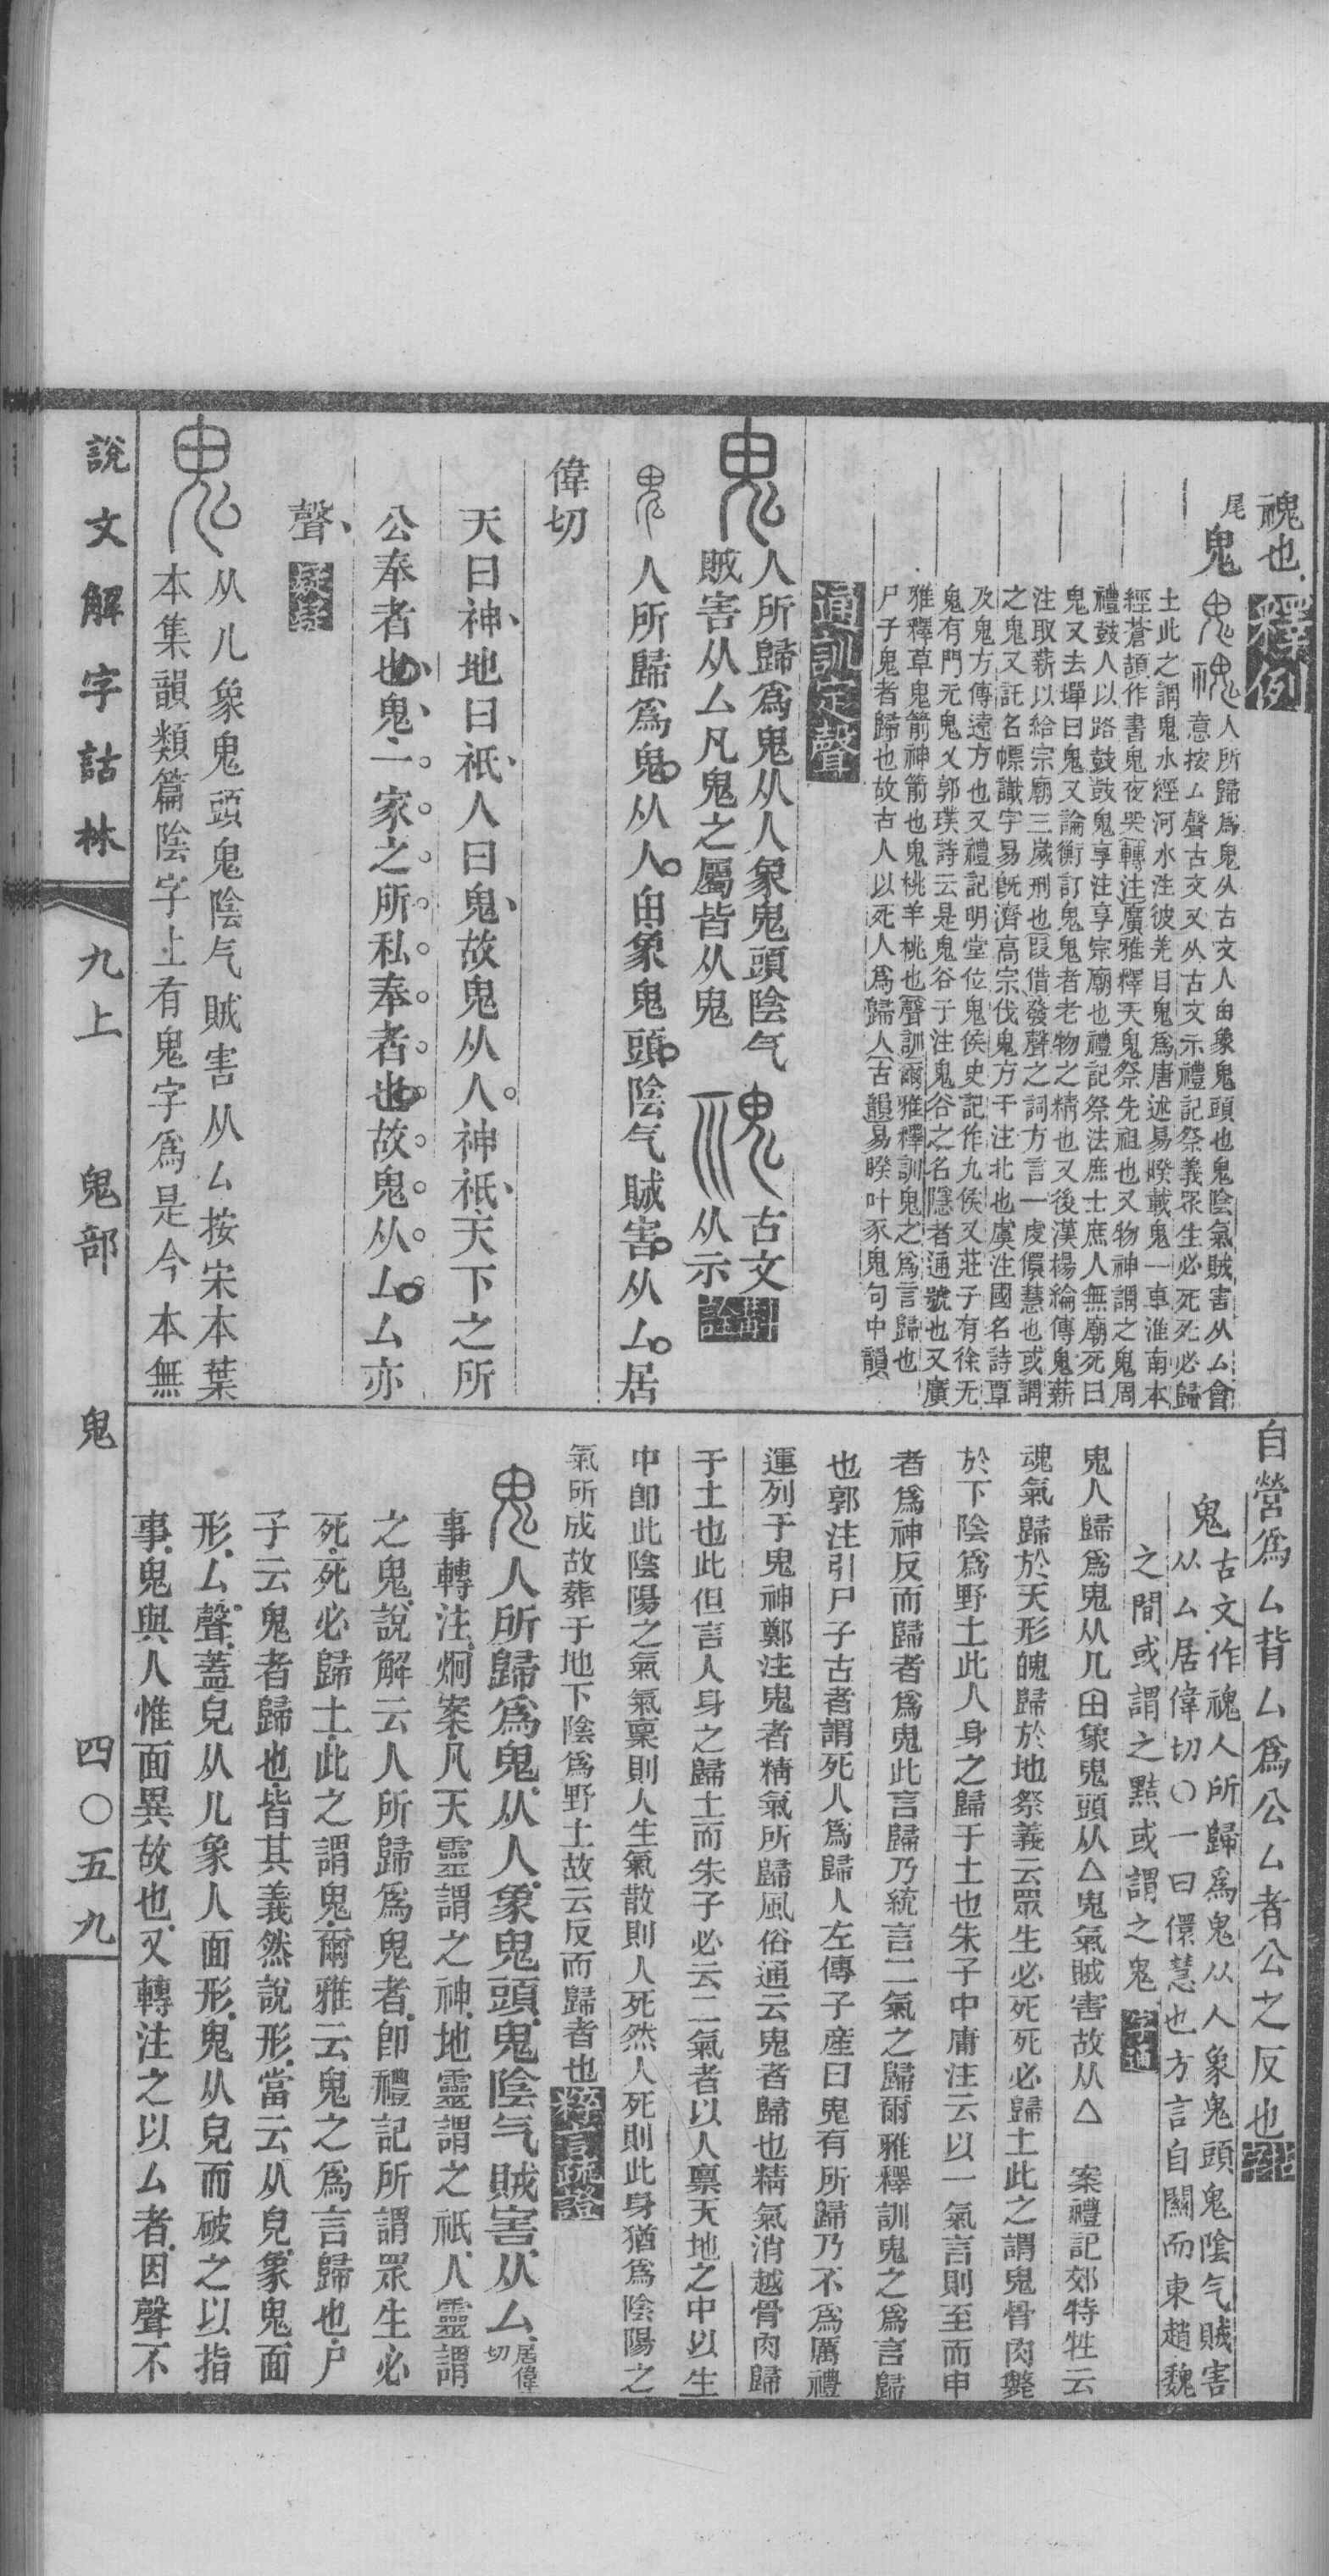 魂也釋例
尾鬼
人所歸爲鬼从古文人甶象鬼頭也鬼陰氣賊害从厶會
意按厶聲古文又从古文示禮記祭義眾生必死死必歸
土此之謂鬼水經河水注彼羌目鬼爲唐述易睽載鬼一車淮南本
經蒼頡作書鬼夜哭轉注廣雅釋天鬼祭先祖也又物神謂之鬼周
禮鼓人以路鼓鼓鬼享注享宗廟也禮記祭法庶士庶人無廟死曰
鬼又去墠曰鬼又論衡訂鬼鬼者老物之精也又後漢楊綸傳鬼薪
注取薪以給宗廟三歲刑也叚借發聲之詞方言一虔儇慧也或謂
之鬼又託名幖識字易旣濟高宗伐鬼方干注北也虞注國名詩覃
及鬼方傳遠方也又禮記明堂位鬼侯史記作九侯又莊子有徐无
鬼有門无鬼又郭璞詩云是鬼谷子注鬼谷之名隱者通號也又廣
雅釋草鬼箭神箭也鬼桃羊桃也聲訓爾雅釋訓鬼之爲言歸也
尸子鬼者歸也故古人以死人爲歸人古韻易睽叶豕鬼句中韻
通訓定聲
鬼人所歸爲鬼从人象鬼頭陰气
賊害从厶凡鬼之屬皆从鬼
古文
从示
鬼人所歸爲鬼从人甶象鬼頭陰气賊害从厶居
偉切
天曰神地曰祇人曰鬼故鬼从人神祇天下之所
公奉者也鬼一家之所私奉者也故鬼从厶厶亦
聲
鬼从儿象鬼頭鬼陰气賊害从厶按宋本葉
本集韻類篇陰字上有鬼字爲是今本無
自營爲厶背厶爲公厶者公之反也
鬼古文作䰠人所歸爲鬼从人象鬼頭鬼陰气賊害
从厶居偉切〇一曰儇慧也方言自關而東趙魏
之間或謂之黠或謂之鬼
鬼人歸爲鬼从儿甶象鬼頭从厶鬼氣賊害故从厶 案禮記郊特牲云
魂氣歸於天形魄歸於地祭義云眾生必死死必歸土此之謂鬼骨肉斃
於下陰爲野土此人身之歸于土也朱子中庸注云以一氣言則至而申
者爲神反而歸者爲鬼此言歸乃統言二氣之歸爾雅釋訓鬼之爲言歸
也郭注引尸子古者謂死人爲歸人左傳子產曰鬼有所歸乃不爲厲禮
運列于鬼神鄭注鬼者精氣所歸風俗通云鬼者歸也精氣消越骨肉歸
于土也此但言人身之歸土而朱子必云二氣者以人稟天地之中以生
中卽此陰陽之氣氣稟則人生氣散則人死然人死則此身猶爲陰陽之
氣所成故葬于地下陰爲野土故云反而歸者也
鬼人所歸爲鬼从人象鬼頭鬼陰气賊害从厶居偉切
事轉注炯案凡天靈謂之神地靈謂之祇人靈謂
之鬼說解云人所歸爲鬼者卽禮記所謂眾生必
死死必歸土此之謂鬼爾雅云鬼之爲言歸也尸
子云鬼者歸也皆其義然說形當云从皃象鬼面
形厶聲蓋皃从儿象人面形鬼从皃而破之以指
事鬼與人惟面異故也又轉注之以厶者因聲不
說文解字詁林 九上 鬼部 鬼 四〇五九